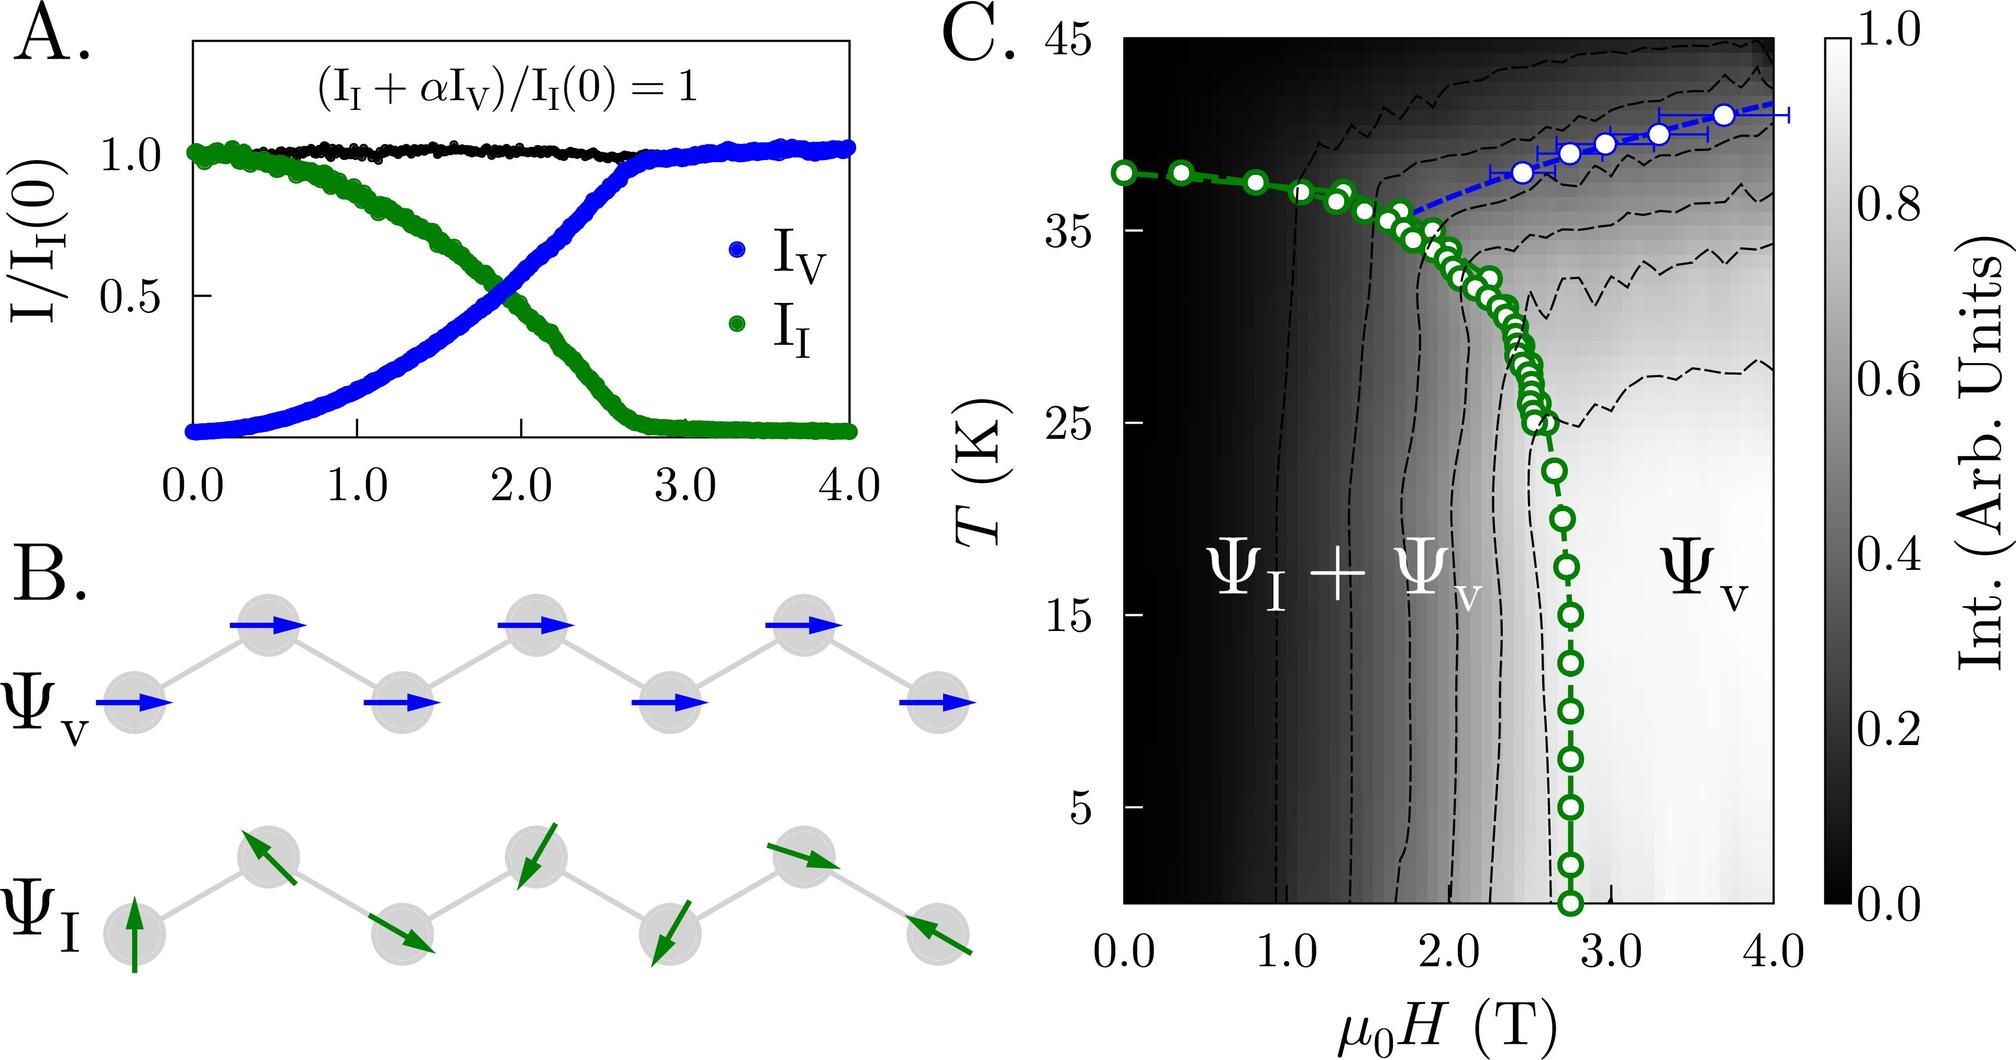 A.
(I_I + αI_V)/I_I(0) = 1
I/I_I(0)
1.0
0.5
I_V
I_I
0.0 1.0 2.0 3.0 4.0
B.
Ψ_v
Ψ_I
C.
T (K)
45
35
25
15
5
Ψ_I + Ψ_v
Ψ_v
0.0 1.0 2.0 3.0 4.0
μ₀H (T)
1.0
0.8
0.6
0.4
0.2
0.0
Int. (Arb. Units)